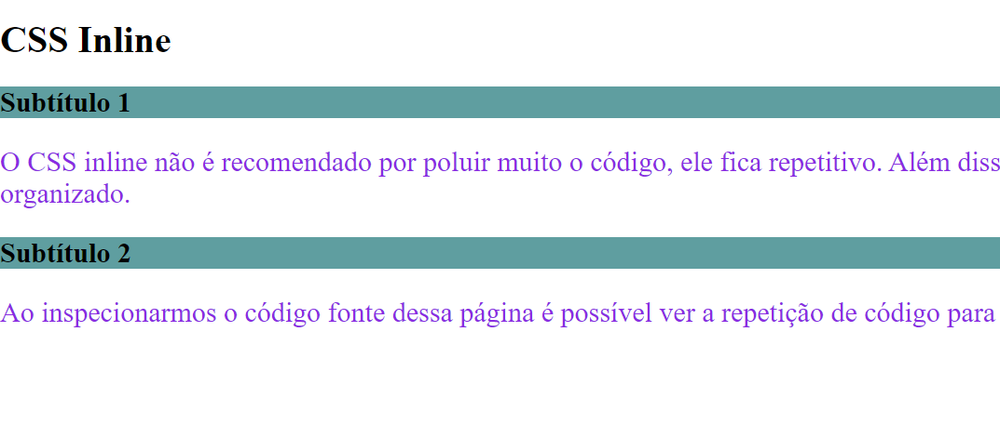 CSS Inline
Subtítulo 1
O CSS inline não é recomendado por poluir muito o código, ele fica repetitivo. Além diss
organizado.
Subtítulo 2
Ao inspecionarmos o código fonte dessa página é possível ver a repetição de código para